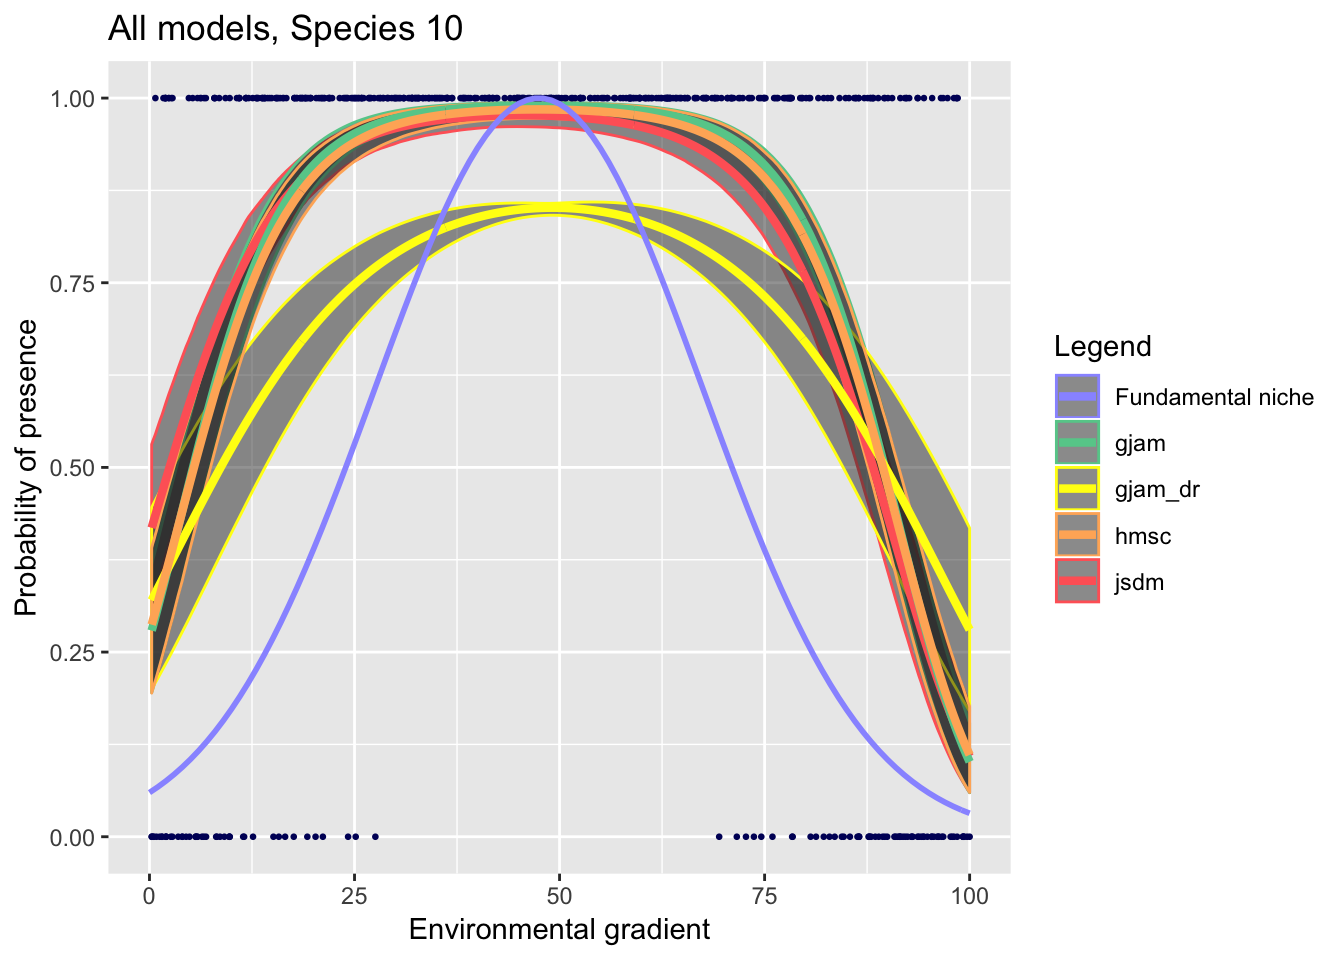 All models, Species 10
Probability of presence
1.00
0.75
0.50
0.25
0.00
0
25
50
75
100
Environmental gradient
Legend
Fundamental niche
gjam
gjam_dr
hmsc
jsdm